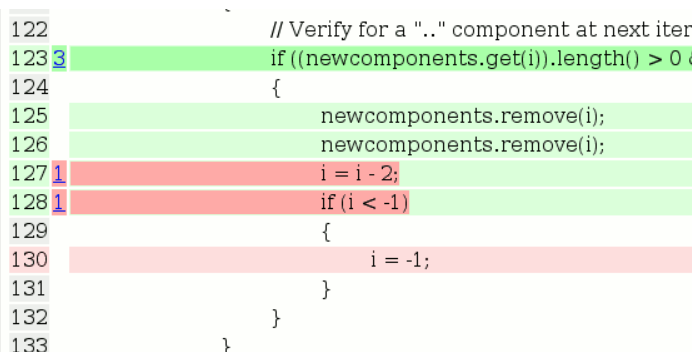 {
122 // Verify for a ".." component at next iter
123 3 if ((newcomponents.get(i)).length() > 0
124 {
125 newcomponents.remove(i);
126 newcomponents.remove(i);
127 1 i = i - 2;
128 1 if (i < -1)
129 {
130 i = -1;
131 }
132 }
133 }